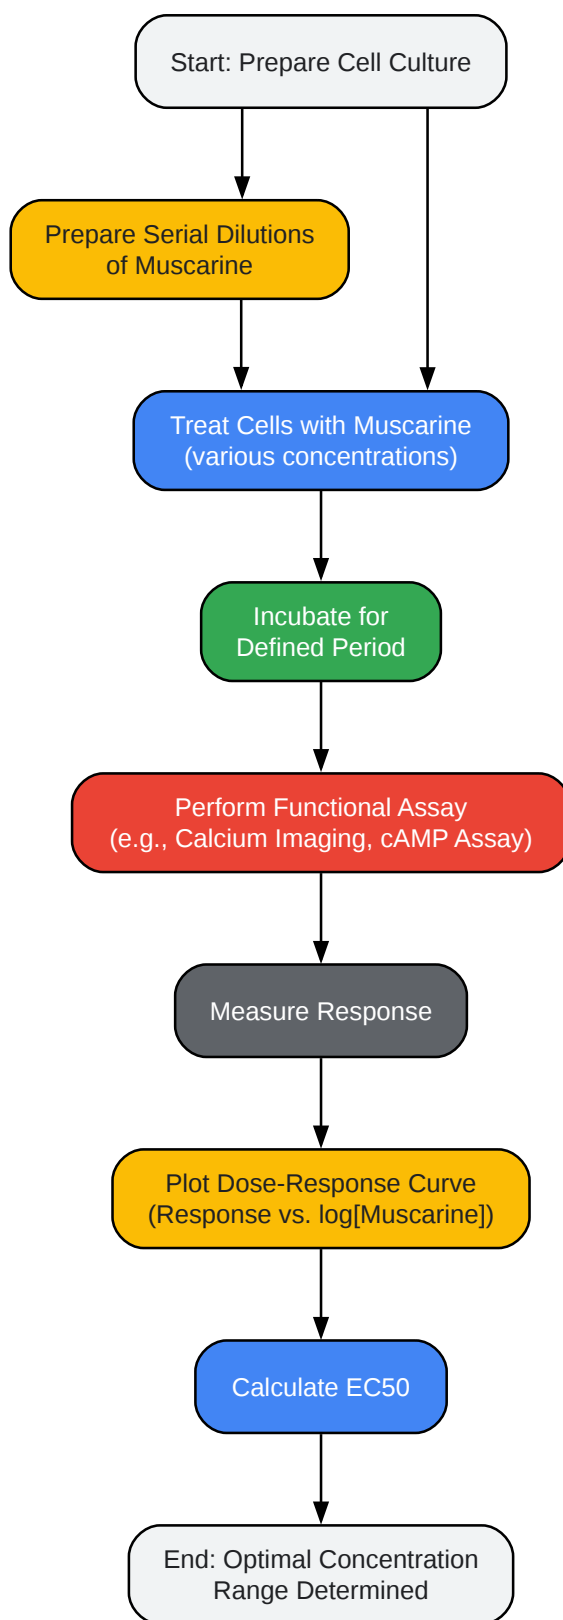 Start: Prepare Cell Culture
Prepare Serial Dilutions
of Muscarine
Treat Cells with Muscarine
(various concentrations)
Incubate for
Defined Period
Perform Functional Assay
(e.g., Calcium Imaging, cAMP Assay)
Measure Response
Plot Dose-Response Curve
(Response vs. log[Muscarine])
Calculate EC50
End: Optimal Concentration
Range Determined